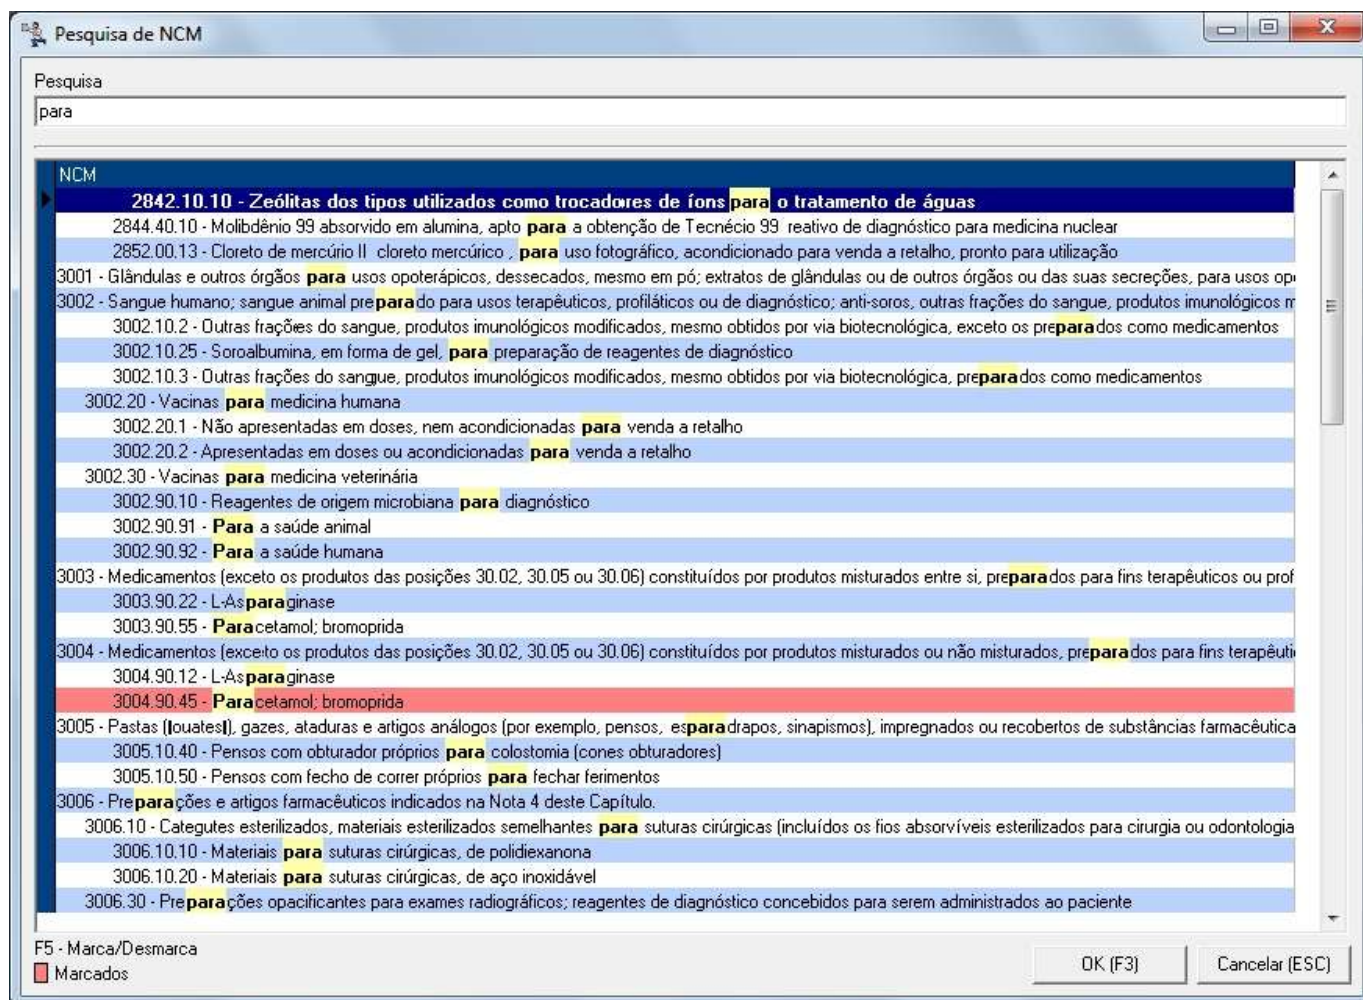 Pesquisa de NCM
Pesquisa
para
NCM
2842.10.10 - Zeólitas dos tipos utilizados como trocadores de íons para o tratamento de águas
2844.40.10 - Molibdênio 99 absorvido em alumina, apto para a obtenção de Tecnécio 99 reativo de diagnóstico para medicina nuclear
2852.00.13 - Cloreto de mercúrio II cloreto mercúrico , para uso fotográfico, acondicionado para venda a retalho, pronto para utilização
3001 - Glândulas e outros órgãos para usos opoterápicos, dessecados, mesmo em pó; extratos de glândulas ou de outros órgãos ou das suas secreções, para usos op
3002 - Sangue humano; sangue animal preparado para usos terapêuticos, profiláticos ou de diagnóstico; anti-soros, outras frações do sangue, produtos imunológicos m
3002.10.2 - Outras frações do sangue, produtos imunológicos modificados, mesmo obtidos por via biotecnológica, exceto os preparados como medicamentos
3002.10.25 - Soroalbumina, em forma de gel, para preparação de reagentes de diagnóstico
3002.10.3 - Outras frações do sangue, produtos imunológicos modificados, mesmo obtidos por via biotecnológica, preparados como medicamentos
3002.20 - Vacinas para medicina humana
3002.20.1 - Não apresentadas em doses, nem acondicionadas para venda a retalho
3002.20.2 - Apresentadas em doses ou acondicionadas para venda a retalho
3002.30 - Vacinas para medicina veterinária
3002.90.10 - Reagentes de origem microbiana para diagnóstico
3002.90.91 - Para a saúde animal
3002.90.92 - Para a saúde humana
3003 - Medicamentos (exceto os produtos das posições 30.02, 30.05 ou 30.06) constituídos por produtos misturados entre si, preparados para fins terapêuticos ou prof
3003.90.22 - L-Asparaginase
3003.90.55 - Paracetamol; bromoprida
3004 - Medicamentos (exceto os produtos das posições 30.02, 30.05 ou 30.06) constituídos por produtos misturados ou não misturados, preparados para fins terapêuti
3004.90.12 - L-Asparaginase
3004.90.45 - Paracetamol; bromoprida
3005 - Pastas (|ouates|), gazes, ataduras e artigos análogos (por exemplo, pensos, esparadrapos, sinapismos), impregnados ou recobertos de substâncias farmacêutica
3005.10.40 - Pensos com obturador próprios para colostomia (cones obturadores)
3005.10.50 - Pensos com fecho de correr próprios para fechar ferimentos
3006 - Preparações e artigos farmacêuticos indicados na Nota 4 deste Capítulo.
3006.10 - Categutes esterilizados, materiais esterilizados semelhantes para suturas cirúrgicas (incluídos os fios absorvíveis esterilizados para cirurgia ou odontologia
3006.10.10 - Materiais para suturas cirúrgicas, de polidiexanona
3006.10.20 - Materiais para suturas cirúrgicas, de aço inoxidável
3006.30 - Preparações opacificantes para exames radiográficos; reagentes de diagnóstico concebidos para serem administrados ao paciente
F5 - Marca/Desmarca
Marcados
OK (F3)
Cancelar (ESC)